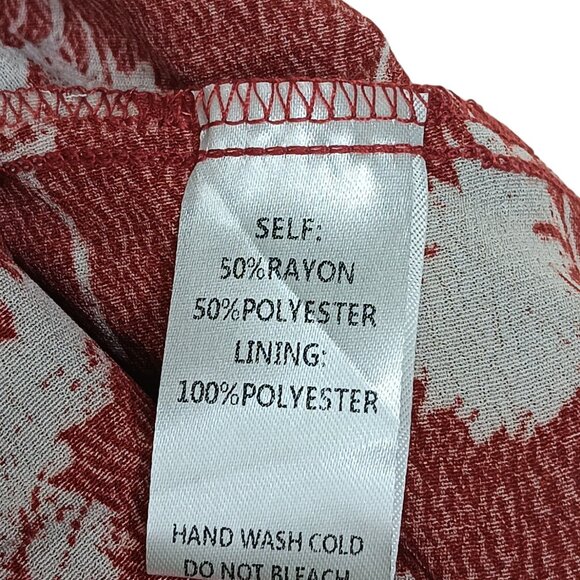 SELF:
50%RAYON
50%POLYESTER
LINING:
100%POLYESTER
HAND WASH COLD
DO NOT BLEACH